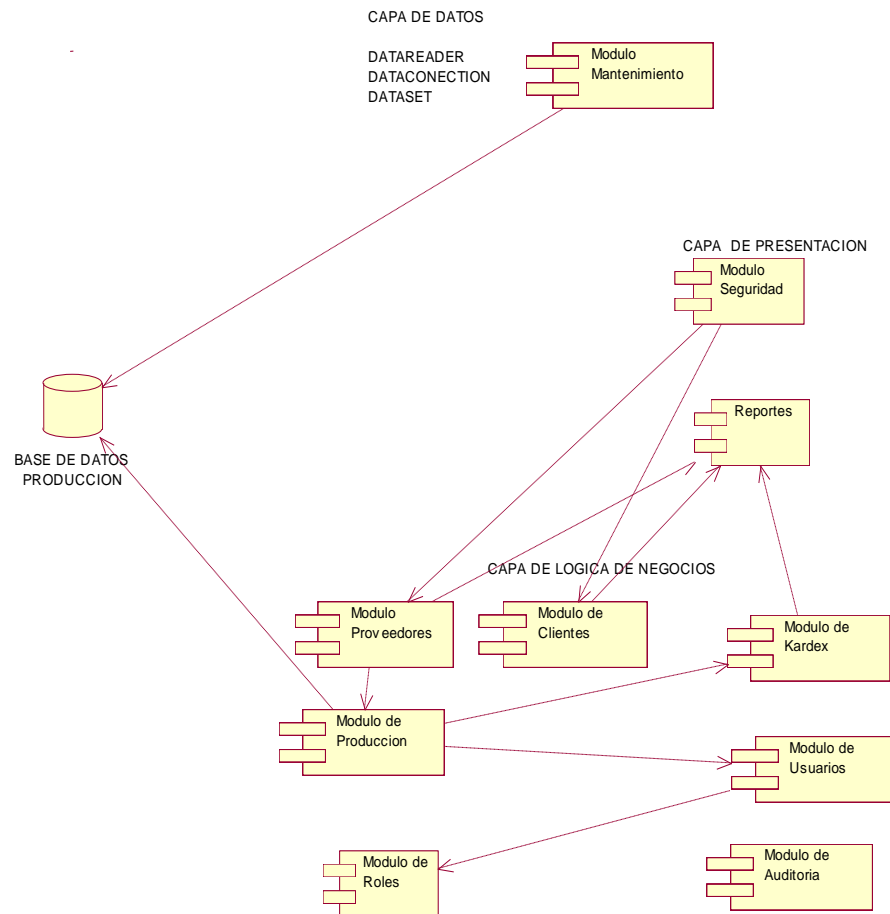 CAPA DE DATOS
DATAREADER
DATACONECTION
DATASET
Modulo
Mantenimiento
CAPA DE PRESENTACION
Modulo
Seguridad
Reportes
BASE DE DATOS
PRODUCCION
CAPA DE LOGICA DE NEGOCIOS
Modulo
Proveedores
Modulo de
Clientes
Modulo de
Kardex
Modulo de
Produccion
Modulo de
Usuarios
Modulo de
Roles
Modulo de
Auditoria